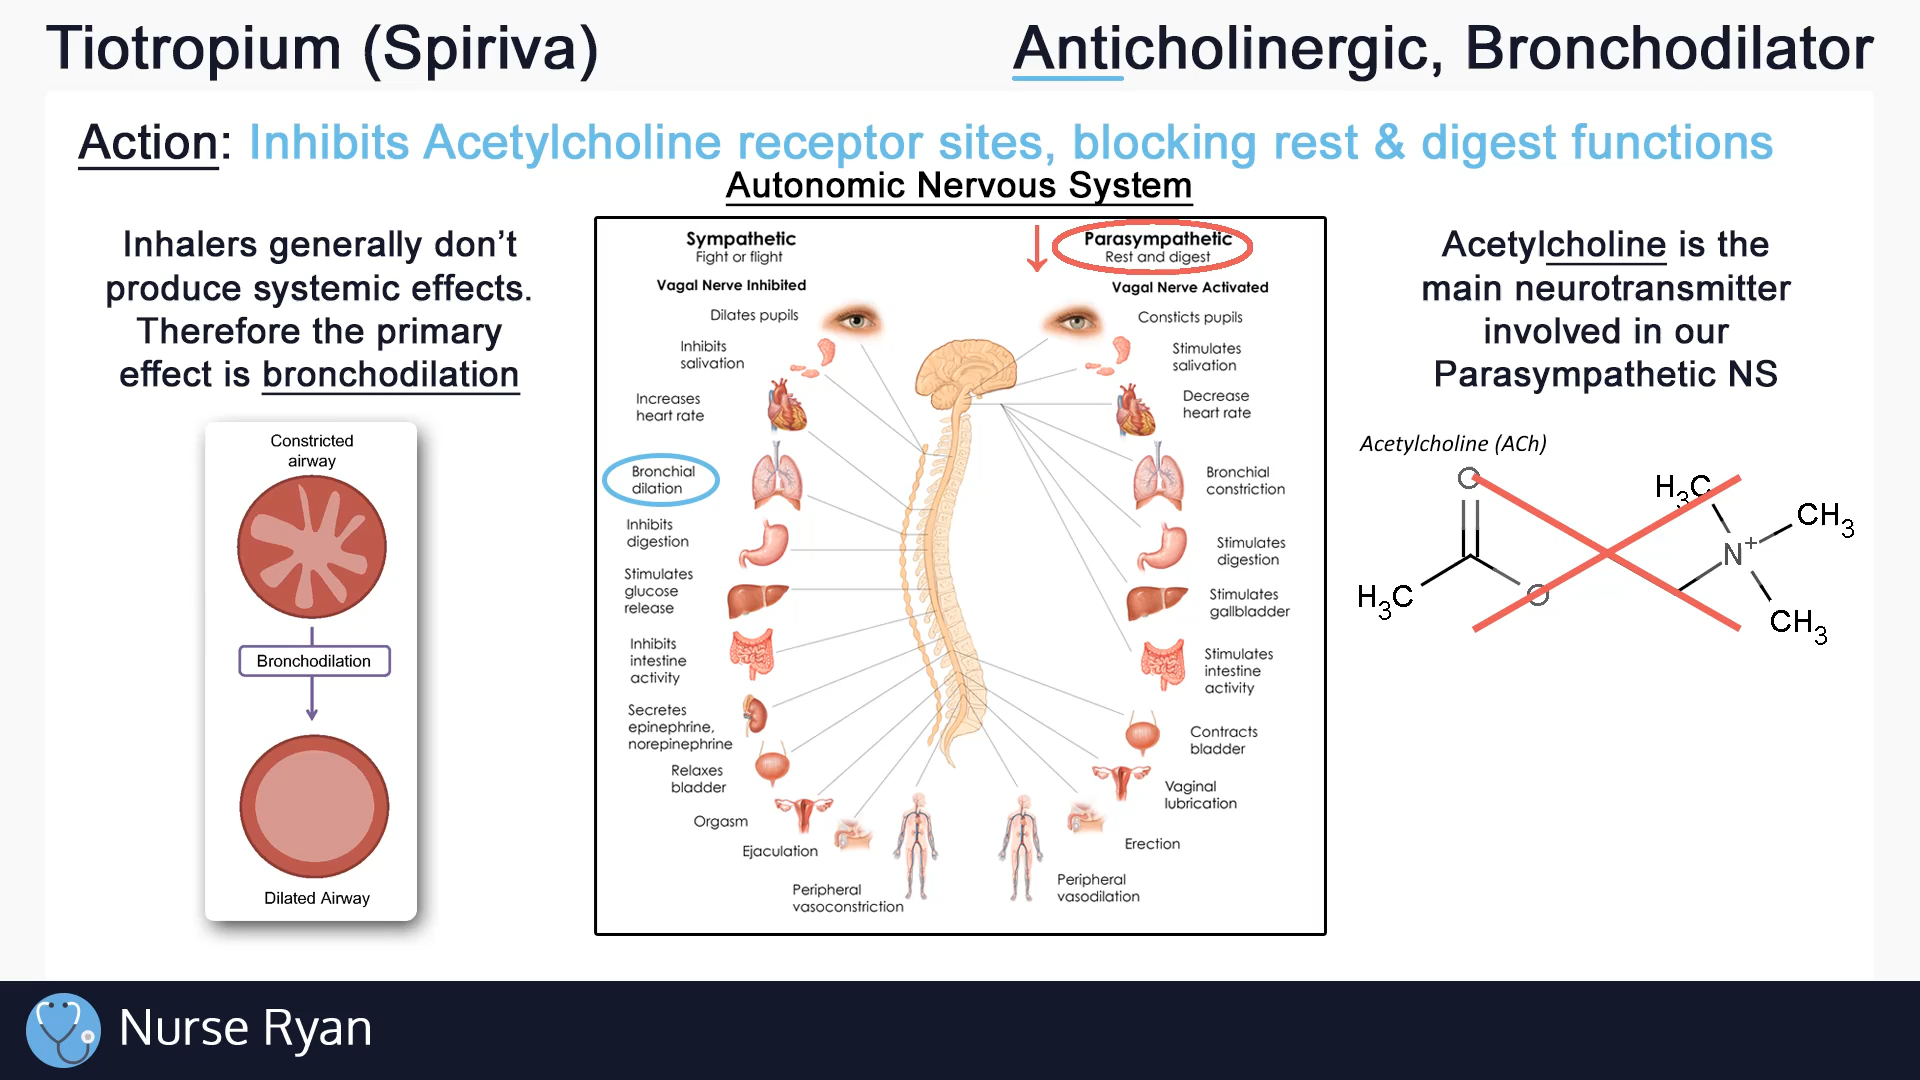 Tiotropium (Spiriva)
Anticholinergic, Bronchodilator
Action: Inhibits Acetylcholine receptor sites, blocking rest & digest functions
Autonomic Nervous System
Inhalers generally don’t
produce systemic effects.
Therefore the primary
effect is bronchodilation
Constricted
airway
Bronchodilation
Dilated Airway
Sympathetic
Fight or flight
Vagal Nerve Inhibited
Dilates pupils
Inhibits
salivation
Increases
heart rate
Bronchial
dilation
Inhibits
digestion
Stimulates
glucose
release
Inhibits
intestine
activity
Secretes
epinephrine,
norepinephrine
Relaxes
bladder
Orgasm
Ejaculation
Peripheral
vasoconstriction
Parasympathetic
Rest and digest
Vagal Nerve Activated
Consticts pupils
Stimulates
salivation
Decrease
heart rate
Bronchial
constriction
Stimulates
digestion
Stimulates
gallbladder
Stimulates
intestine
activity
Contracts
bladder
Vaginal
lubrication
Erection
Peripheral
vasodilation
Acetylcholine is the
main neurotransmitter
involved in our
Parasympathetic NS
Acetylcholine (ACh)
O
H3C
O
H3C
N+
CH3
CH3
Nurse Ryan